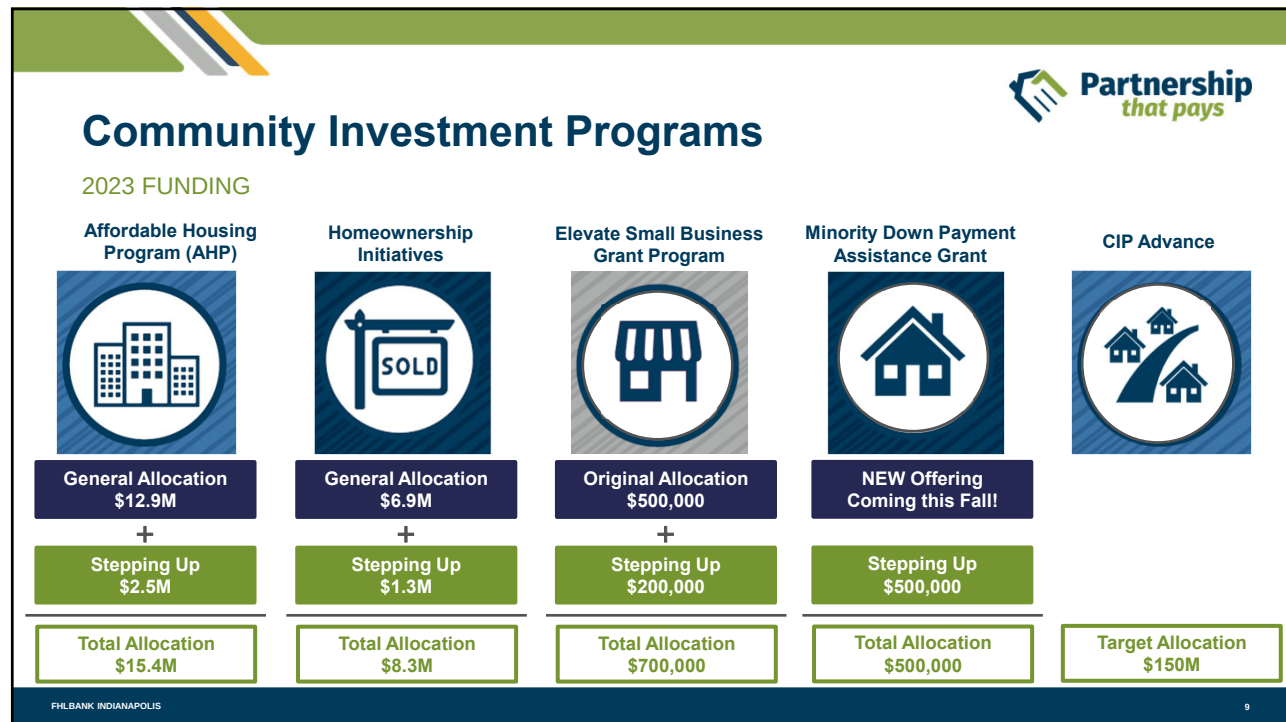 Partnership
that pays
Community Investment Programs
2023 FUNDING
Affordable Housing
Program (AHP)
General Allocation
$12.9M
+
Stepping Up
$2.5M
Total Allocation
$15.4M
Homeownership
Initiatives
SOLD
General Allocation
$6.9M
+
Stepping Up
$1.3M
Total Allocation
$8.3M
Elevate Small Business
Grant Program
Original Allocation
$500,000
+
Stepping Up
$200,000
Total Allocation
$700,000
Minority Down Payment
Assistance Grant
NEW Offering
Coming this Fall!
Stepping Up
$500,000
Total Allocation
$500,000
CIP Advance
Target Allocation
$150M
FHLBANK INDIANAPOLIS
9